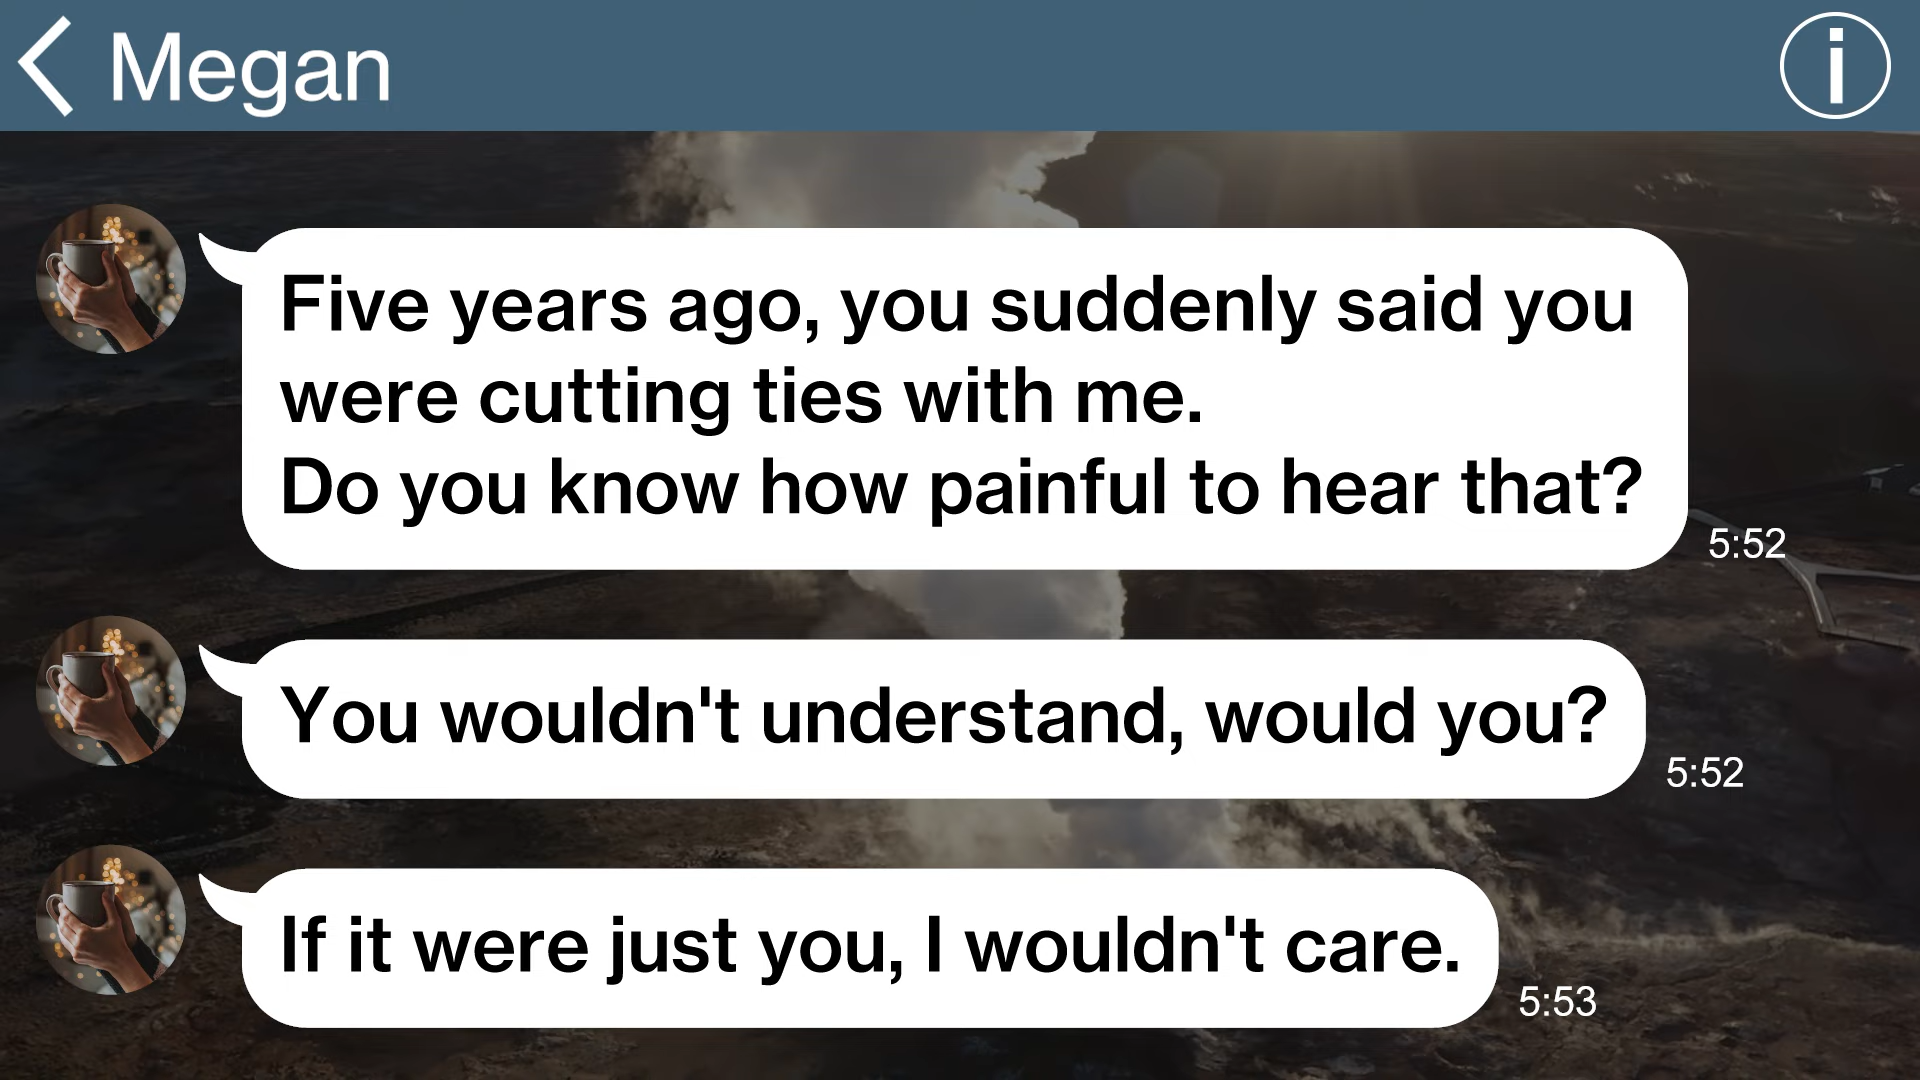 Megan
Five years ago, you suddenly said you
were cutting ties with me.
Do you know how painful to hear that?
5:52
You wouldn't understand, would you?
5:52
If it were just you, I wouldn't care.
5:53